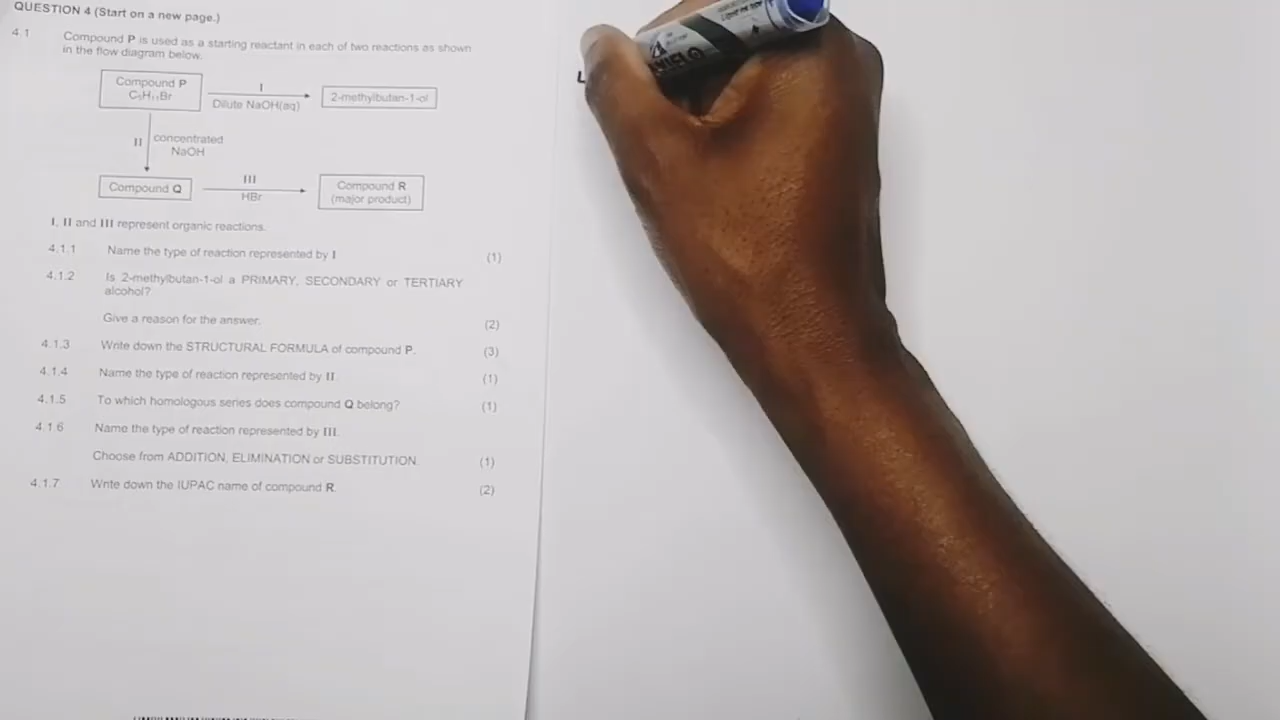 QUESTION 4 (Start on a new page.)
4.1 Compound P is used as a starting reactant in each of two reactions as shown
in the flow diagram below.
Compound P
C₅H₁₁Br
I
Dilute NaOH(aq)
2-methylbutan-1-ol
II concentrated
NaOH
Compound Q
III
HBr
Compound R
(major product)
I, II and III represent organic reactions.
4.1.1 Name the type of reaction represented by I (1)
4.1.2 Is 2-methylbutan-1-ol a PRIMARY, SECONDARY or TERTIARY
alcohol?
Give a reason for the answer. (2)
4.1.3 Write down the STRUCTURAL FORMULA of compound P. (3)
4.1.4 Name the type of reaction represented by II. (1)
4.1.5 To which homologous series does compound Q belong? (1)
4.1.6 Name the type of reaction represented by III.
Choose from ADDITION, ELIMINATION or SUBSTITUTION. (1)
4.1.7 Write down the IUPAC name of compound R. (2)